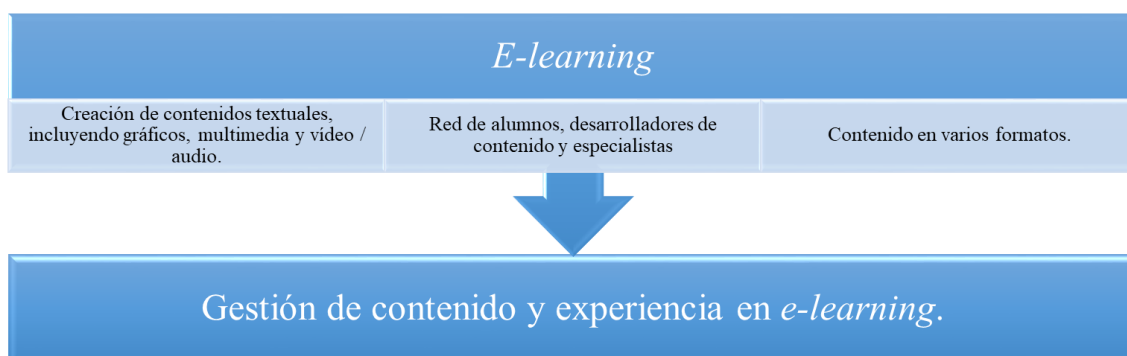 E-learning
Creación de contenidos textuales,
incluyendo gráficos, multimedia y vídeo /
audio.
Red de alumnos, desarrolladores de
contenido y especialistas
Contenido en varios formatos.
Gestión de contenido y experiencia en e-learning.